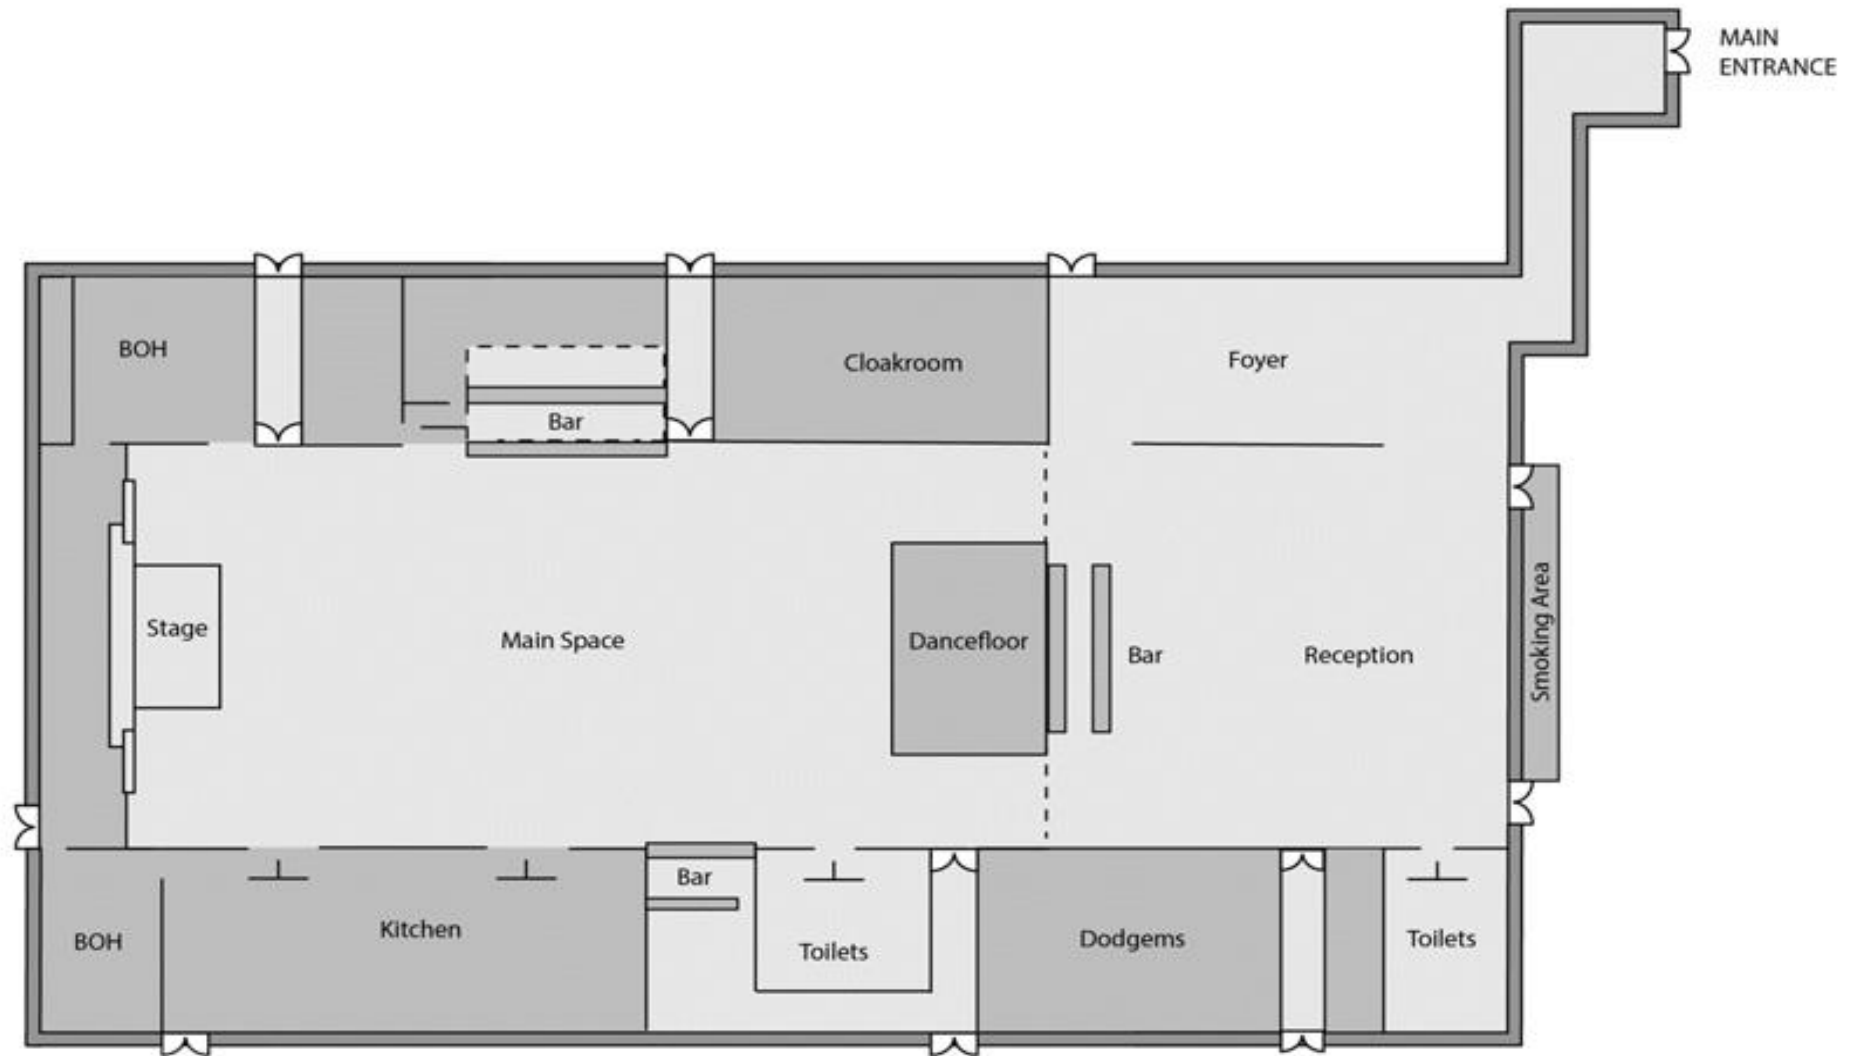 MAIN
ENTRANCE
BOH
Cloakroom
Foyer
Bar
Stage
Main Space
Dancefloor
Bar
Reception
Smoking Area
Bar
Kitchen
BOH
Toilets
Dodgems
Toilets